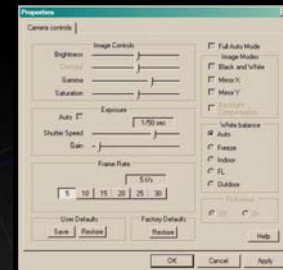 Properties
Camera controls
Image Controls
Brightness
Contrast
Gamma
Saturation
Exposure
Auto
1/50 sec
Shutter Speed
Gain
Frame Rate
5 f/s
5 10 15 20 25 30
User Defaults
Save Restore
Factory Defaults
Restore
Full Auto Mode
Image Modes
Black and White
Mirror X
Mirror Y
Backlight
Compensation
White balance
Auto
Freeze
Indoor
FL
Outdoor
Off On
Help
OK Cancel Apply